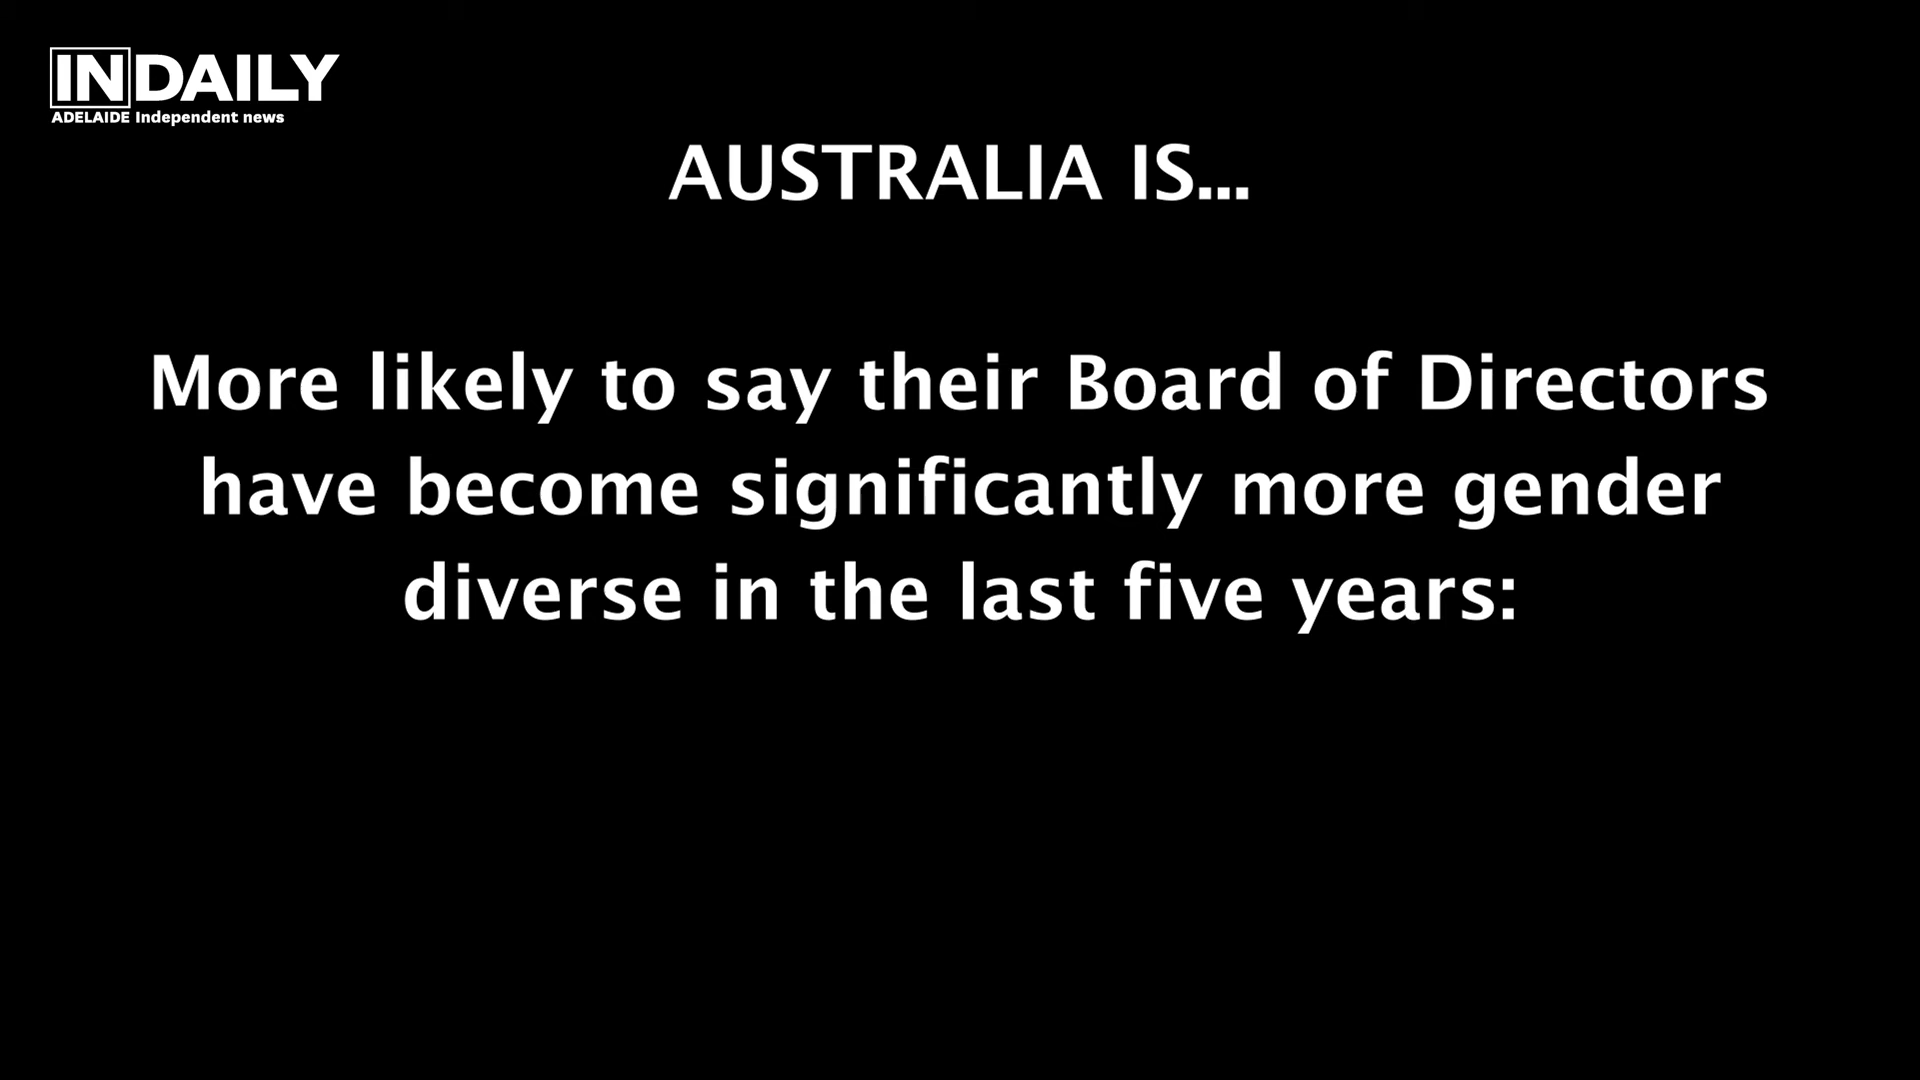 INDAILY
ADELAIDE Independent news
AUSTRALIA IS...
More likely to say their Board of Directors
have become significantly more gender
diverse in the last five years: